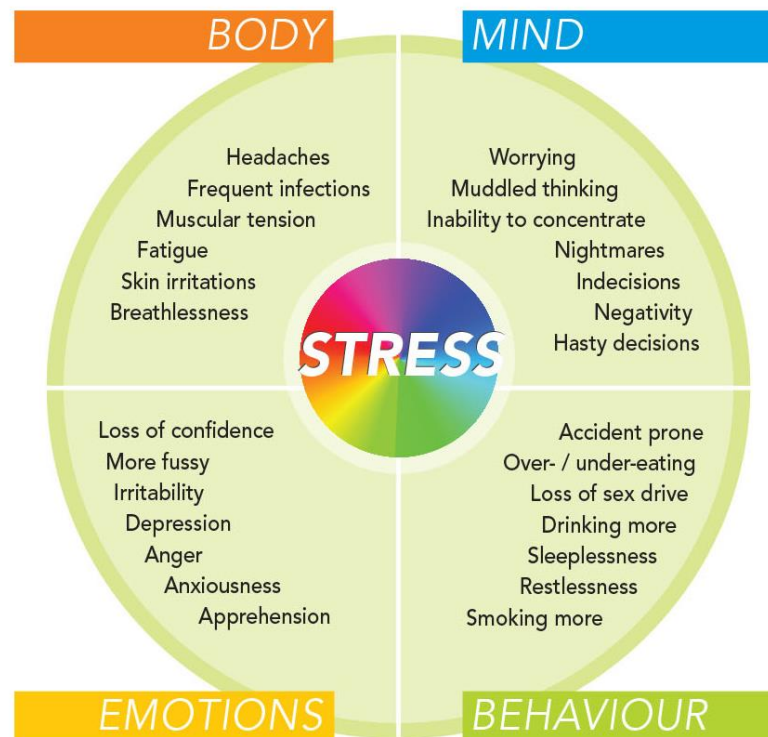 BODY
Headaches
Frequent infections
Muscular tension
Fatigue
Skin irritations
Breathlessness
MIND
Worrying
Muddled thinking
Inability to concentrate
Nightmares
Indecisions
Negativity
Hasty decisions
STRESS
Loss of confidence
More fussy
Irritability
Depression
Anger
Anxiousness
Apprehension
EMOTIONS
Accident prone
Over- / under-eating
Loss of sex drive
Drinking more
Sleeplessness
Restlessness
Smoking more
BEHAVIOUR